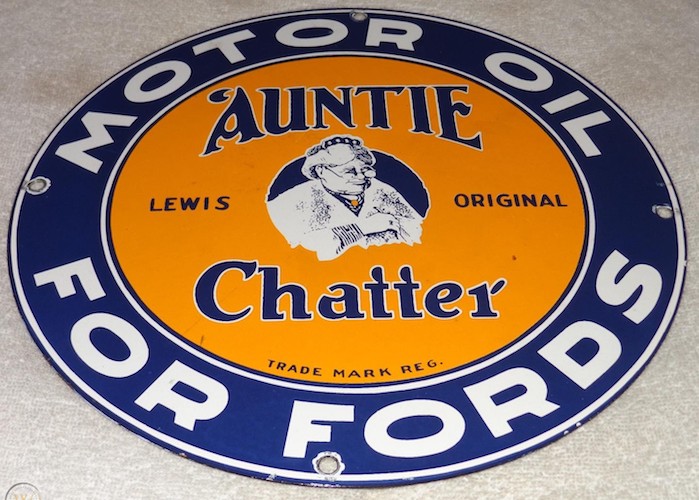 MOTOR OIL
AUNTIE
LEWIS ORIGINAL
Chatter
TRADE MARK REG.
FOR FORDS